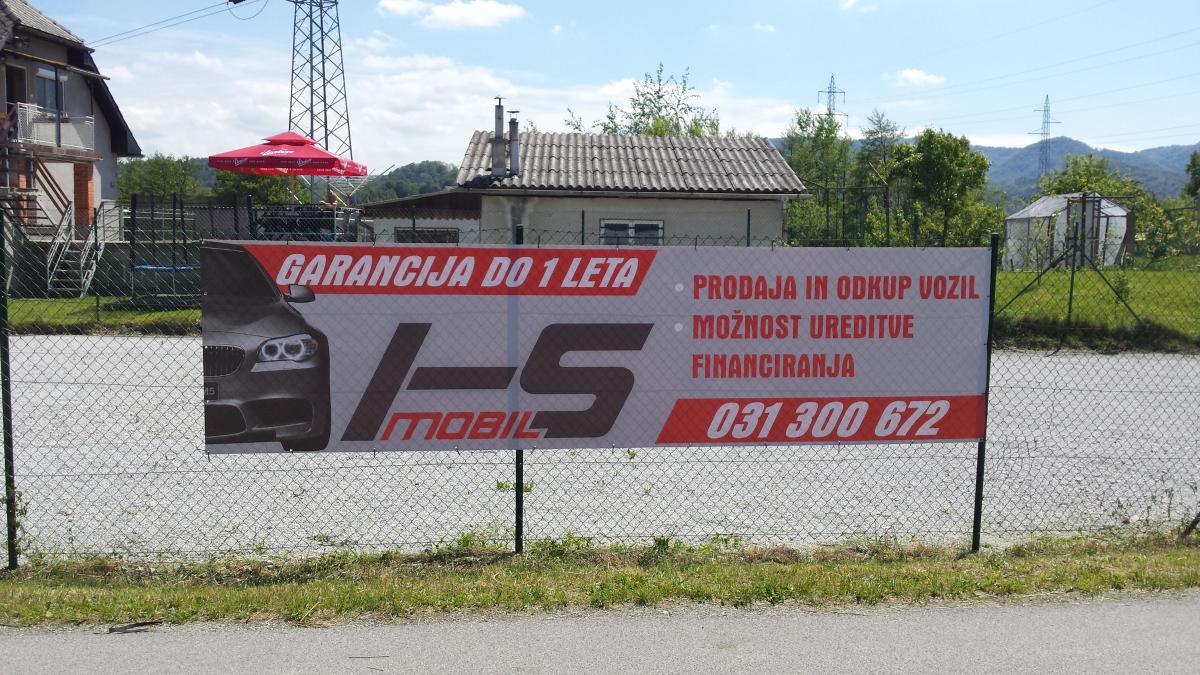 GARANCIJA DO 1 LETA
I-S
MOBIL
PRODAJA IN ODKUP VOZIL
MOŽNOST UREDITVE
FINANCIRANJA
031 300 672